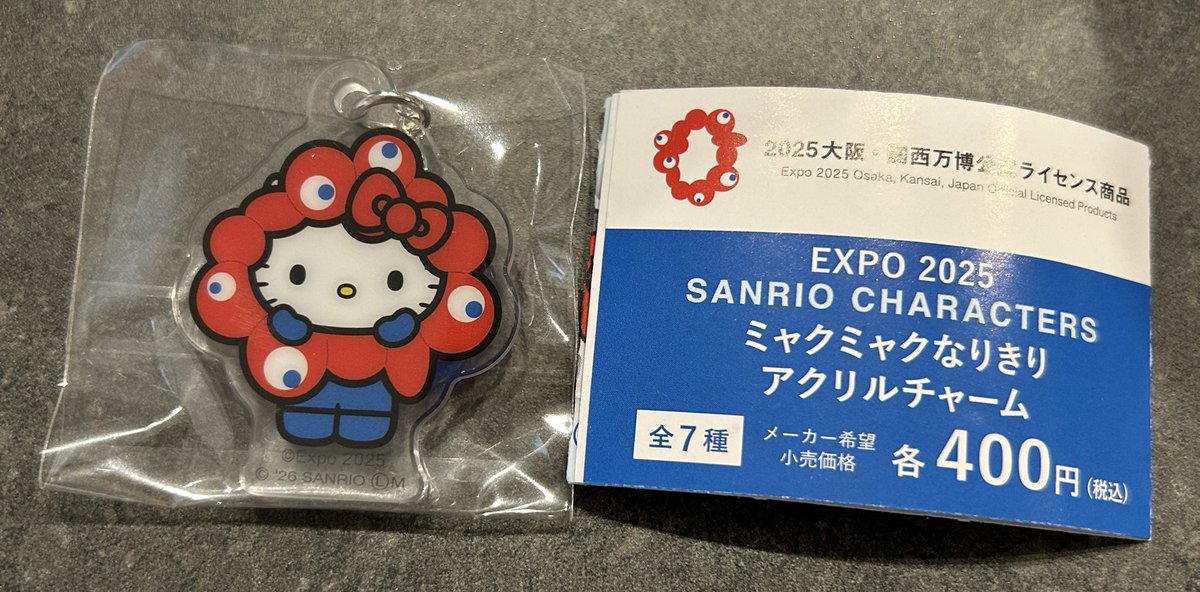 ©Expo 2025
© '26 SANRIO ⓁM
2025大阪・関西万博公式ライセンス商品
Expo 2025 Osaka, Kansai, Japan Official Licensed Products
EXPO 2025
SANRIO CHARACTERS
ミャクミャクなりきり
アクリルチャーム
全7種
メーカー希望
小売価格
各400円(税込)